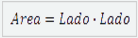 Area = Lado · Lado